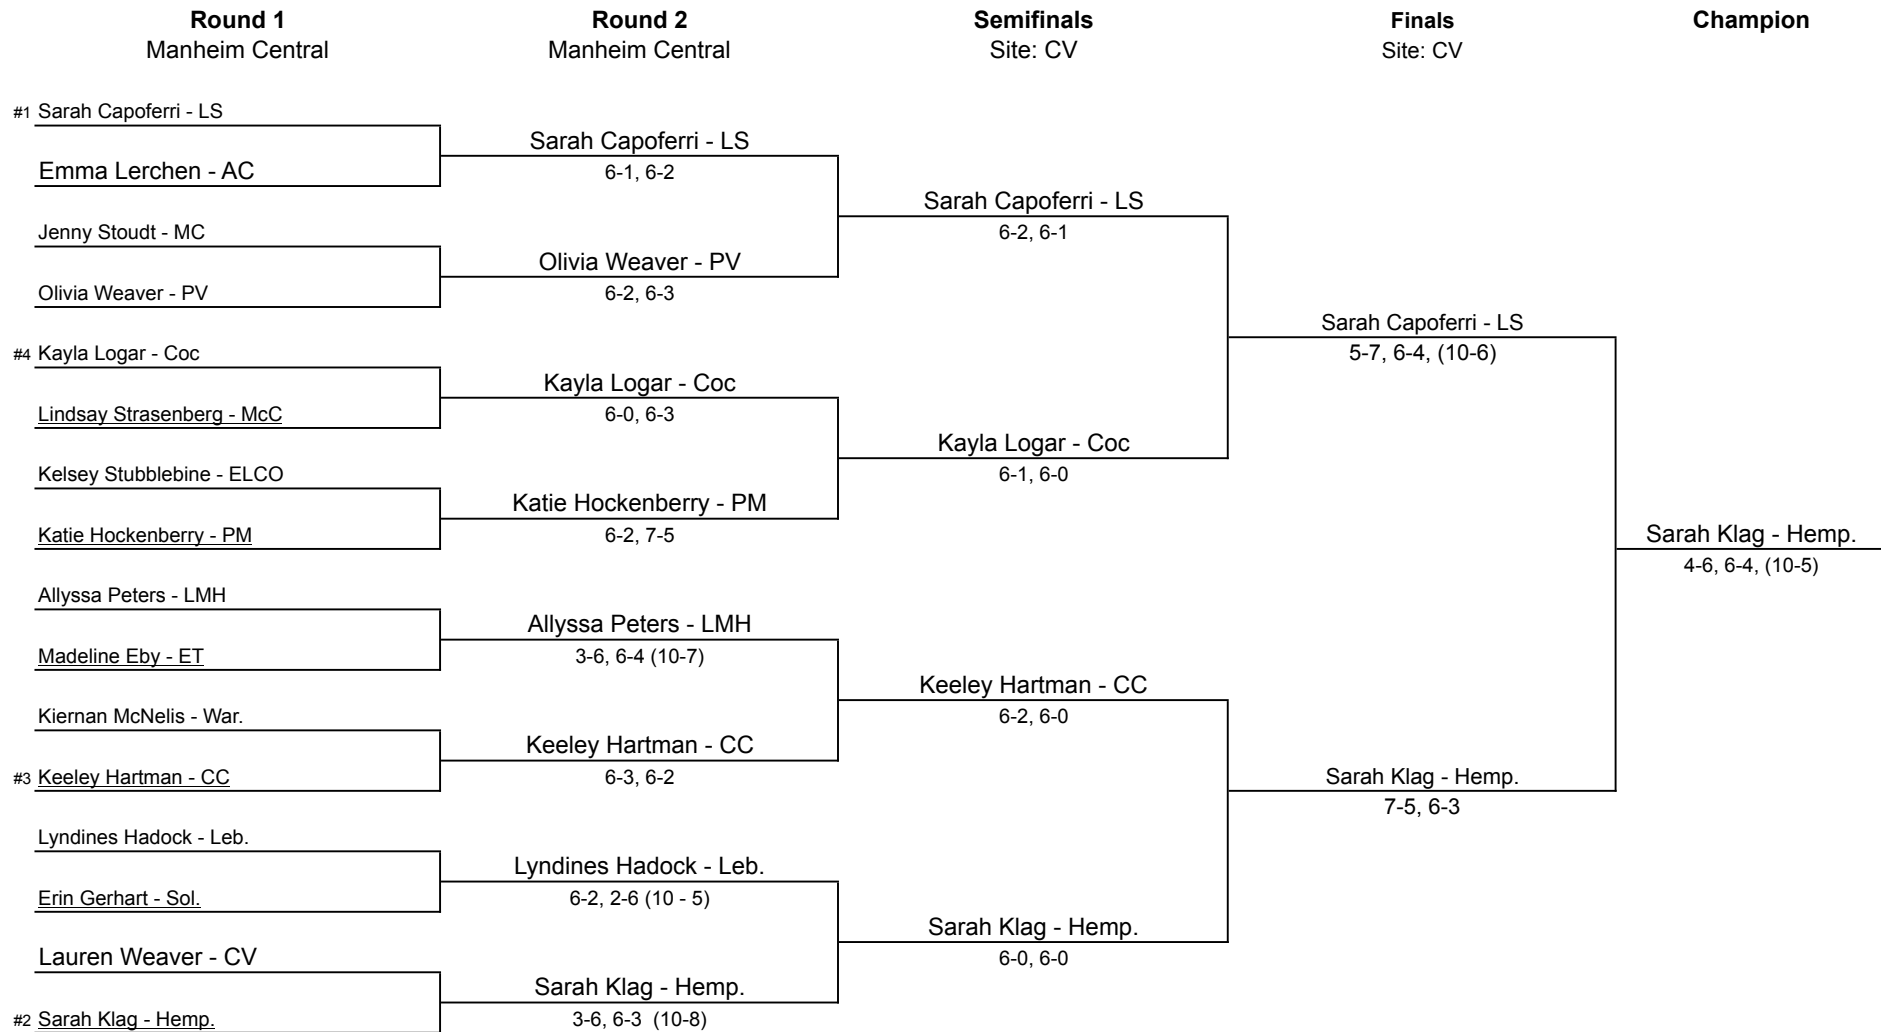 Round 1
Manheim Central
Round 2
Manheim Central
Semifinals
Site: CV
Finals
Site: CV
Champion
#1 Sarah Capoferri - LS
Emma Lerchen - AC
Jenny Stoudt - MC
Olivia Weaver - PV
#4 Kayla Logar - Coc
Lindsay Strasenberg - McC
Kelsey Stubblebine - ELCO
Katie Hockenberry - PM
Allyssa Peters - LMH
Madeline Eby - ET
Kiernan McNelis - War.
#3 Keeley Hartman - CC
Lyndines Hadock - Leb.
Erin Gerhart - Sol.
Lauren Weaver - CV
#2 Sarah Klag - Hemp.
Sarah Capoferri - LS
6-1, 6-2
Olivia Weaver - PV
6-2, 6-3
Kayla Logar - Coc
6-0, 6-3
Katie Hockenberry - PM
6-2, 7-5
Allyssa Peters - LMH
3-6, 6-4 (10-7)
Keeley Hartman - CC
6-3, 6-2
Lyndines Hadock - Leb.
6-2, 2-6 (10 - 5)
Sarah Klag - Hemp.
3-6, 6-3 (10-8)
Sarah Capoferri - LS
6-2, 6-1
Kayla Logar - Coc
6-1, 6-0
Keeley Hartman - CC
6-2, 6-0
Sarah Klag - Hemp.
6-0, 6-0
Sarah Capoferri - LS
5-7, 6-4, (10-6)
Sarah Klag - Hemp.
7-5, 6-3
Sarah Klag - Hemp.
4-6, 6-4, (10-5)